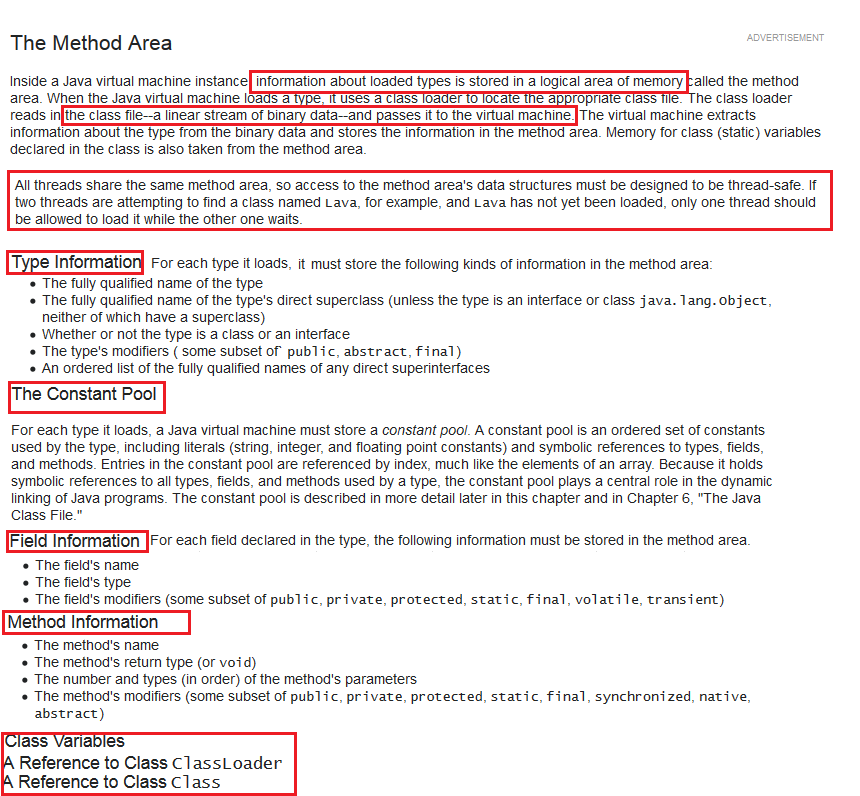 The Method Area
ADVERTISEMENT
Inside a Java virtual machine instance information about loaded types is stored in a logical area of memory called the method
area. When the Java virtual machine loads a type, it uses a class loader to locate the appropriate class file. The class loader
reads in the class file--a linear stream of binary data--and passes it to the virtual machine. The virtual machine extracts
information about the type from the binary data and stores the information in the method area. Memory for class (static) variables
declared in the class is also taken from the method area.
All threads share the same method area, so access to the method area's data structures must be designed to be thread-safe. If
two threads are attempting to find a class named Lava, for example, and Lava has not yet been loaded, only one thread should
be allowed to load it while the other one waits.
Type Information For each type it loads, it must store the following kinds of information in the method area:
• The fully qualified name of the type
• The fully qualified name of the type's direct superclass (unless the type is an interface or class java.lang.Object,
neither of which have a superclass)
• Whether or not the type is a class or an interface
• The type's modifiers ( some subset of` public, abstract, final)
• An ordered list of the fully qualified names of any direct superinterfaces
The Constant Pool
For each type it loads, a Java virtual machine must store a constant pool. A constant pool is an ordered set of constants
used by the type, including literals (string, integer, and floating point constants) and symbolic references to types, fields,
and methods. Entries in the constant pool are referenced by index, much like the elements of an array. Because it holds
symbolic references to all types, fields, and methods used by a type, the constant pool plays a central role in the dynamic
linking of Java programs. The constant pool is described in more detail later in this chapter and in Chapter 6, "The Java
Class File."
Field Information For each field declared in the type, the following information must be stored in the method area.
• The field's name
• The field's type
• The field's modifiers (some subset of public, private, protected, static, final, volatile, transient)
Method Information
• The method's name
• The method's return type (or void)
• The number and types (in order) of the method's parameters
• The method's modifiers (some subset of public, private, protected, static, final, synchronized, native,
abstract)
Class Variables
A Reference to Class ClassLoader
A Reference to Class Class